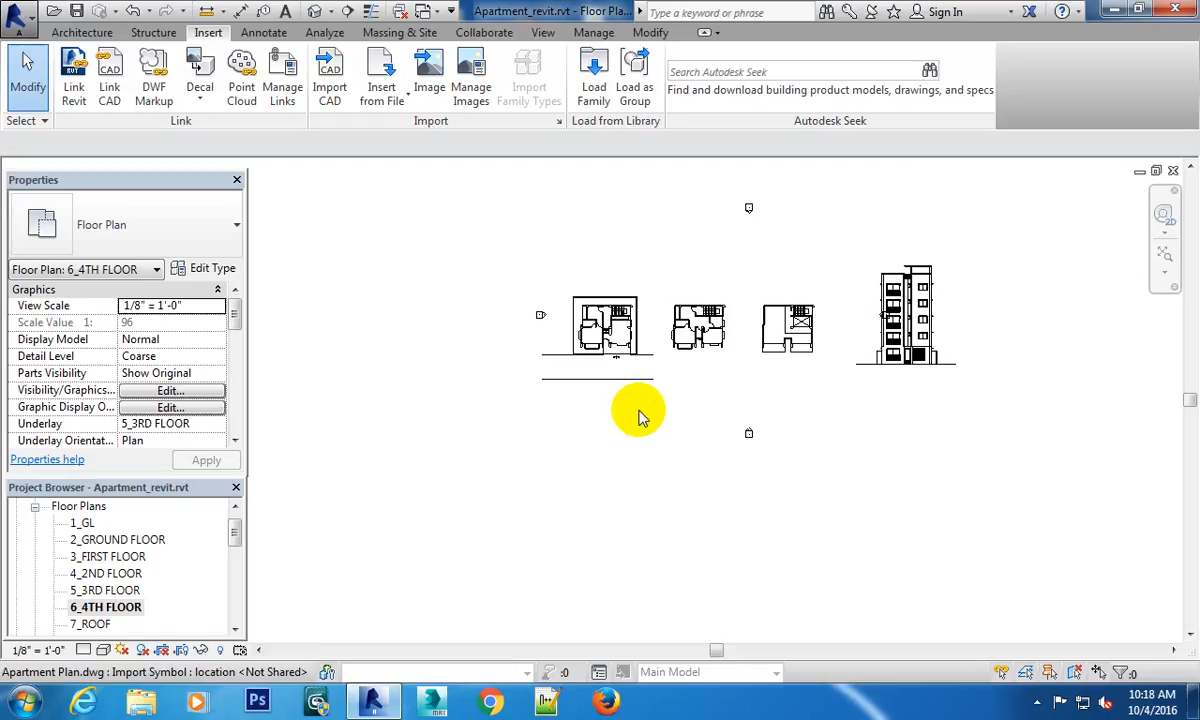 Apartment_revit.rvt - Floor Pla...
Type a keyword or phrase
Sign In
Architecture Structure Insert Annotate Analyze Massing & Site Collaborate View Manage Modify
Modify
Link Revit
Link CAD
DWF Markup
Decal
Point Cloud
Manage Links
Import CAD
Insert from File
Image
Manage Images
Import Family Types
Load Family
Load as Group
Search Autodesk Seek
Find and download building product models, drawings, and specs
Select
Link
Import
Load from Library
Autodesk Seek
Properties
Floor Plan
Floor Plan: 6_4TH FLOOR
Edit Type
Graphics
View Scale 1/8" = 1'-0"
Scale Value 1: 96
Display Model Normal
Detail Level Coarse
Parts Visibility Show Original
Visibility/Graphics... Edit...
Graphic Display O... Edit...
Underlay 5_3RD FLOOR
Underlay Orientat... Plan
Properties help
Apply
Project Browser - Apartment_revit.rvt
Floor Plans
1_GL
2_GROUND FLOOR
3_FIRST FLOOR
4_2ND FLOOR
5_3RD FLOOR
6_4TH FLOOR
7_ROOF
1/8" = 1'-0"
Apartment Plan.dwg : Import Symbol : location <Not Shared>
:0
Main Model
:0
2D
Ps
MAX
10:18 AM
10/4/2016